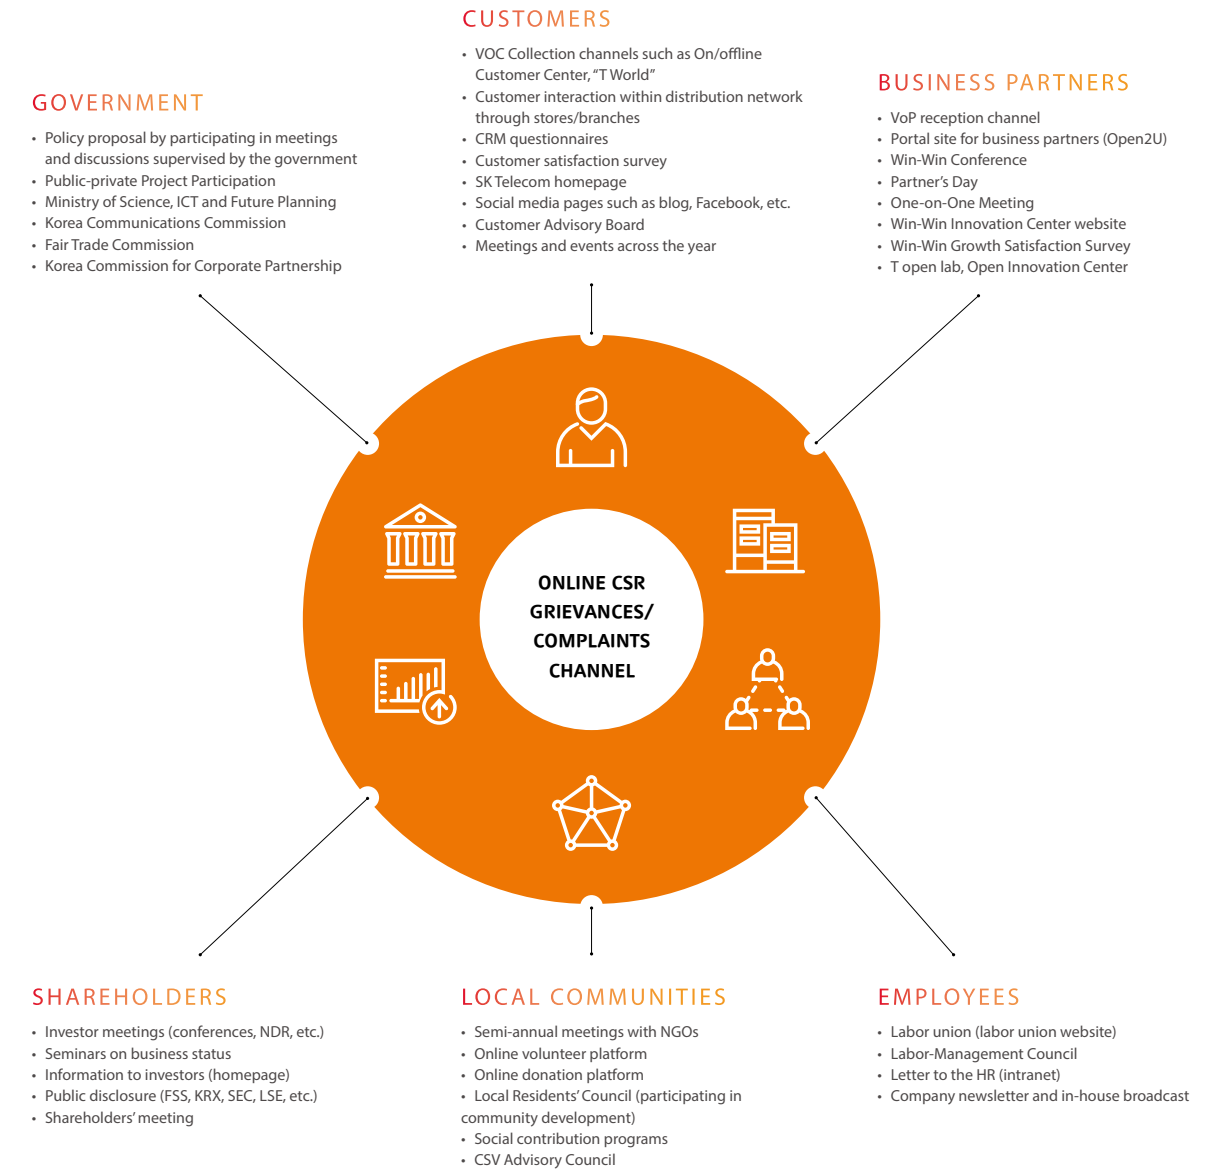 CUSTOMERS
• VOC Collection channels such as On/offline
Customer Center, “T World”
• Customer interaction within distribution network
through stores/branches
• CRM questionnaires
• Customer satisfaction survey
• SK Telecom homepage
• Social media pages such as blog, Facebook, etc.
• Customer Advisory Board
• Meetings and events across the year
GOVERNMENT
• Policy proposal by participating in meetings
and discussions supervised by the government
• Public-private Project Participation
• Ministry of Science, ICT and Future Planning
• Korea Communications Commission
• Fair Trade Commission
• Korea Commission for Corporate Partnership
BUSINESS PARTNERS
• VoP reception channel
• Portal site for business partners (Open2U)
• Win-Win Conference
• Partner’s Day
• One-on-One Meeting
• Win-Win Innovation Center website
• Win-Win Growth Satisfaction Survey
• T open lab, Open Innovation Center
ONLINE CSR
GRIEVANCES/
COMPLAINTS
CHANNEL
SHAREHOLDERS
• Investor meetings (conferences, NDR, etc.)
• Seminars on business status
• Information to investors (homepage)
• Public disclosure (FSS, KRX, SEC, LSE, etc.)
• Shareholders’ meeting
LOCAL COMMUNITIES
• Semi-annual meetings with NGOs
• Online volunteer platform
• Online donation platform
• Local Residents’ Council (participating in
community development)
• Social contribution programs
• CSV Advisory Council
EMPLOYEES
• Labor union (labor union website)
• Labor-Management Council
• Letter to the HR (intranet)
• Company newsletter and in-house broadcast